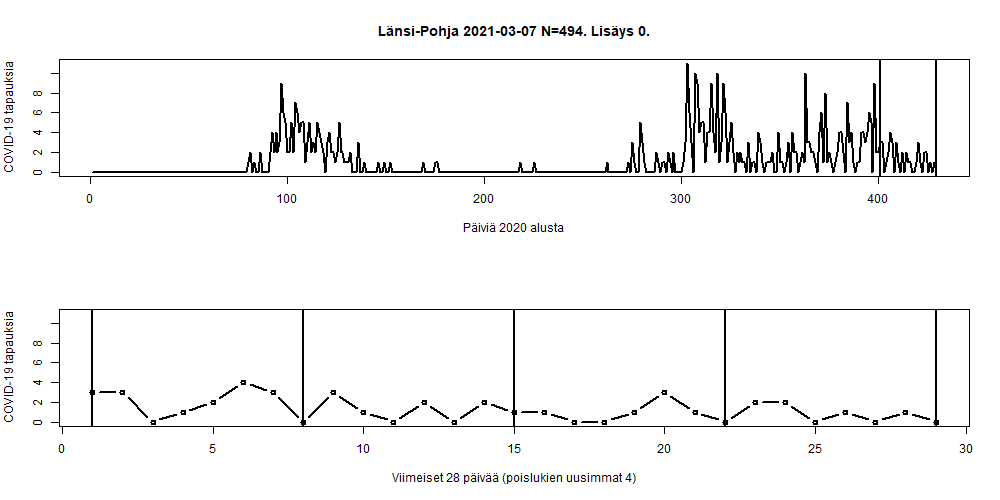 Länsi-Pohja 2021-03-07 N=494. Lisäys 0.
COVID-19 tapauksia
0 2 4 6 8
0 100 200 300 400
Päiviä 2020 alusta
COVID-19 tapauksia
0 2 4 6 8
0 5 10 15 20 25 30
Viimeiset 28 päivää (poislukien uusimmat 4)